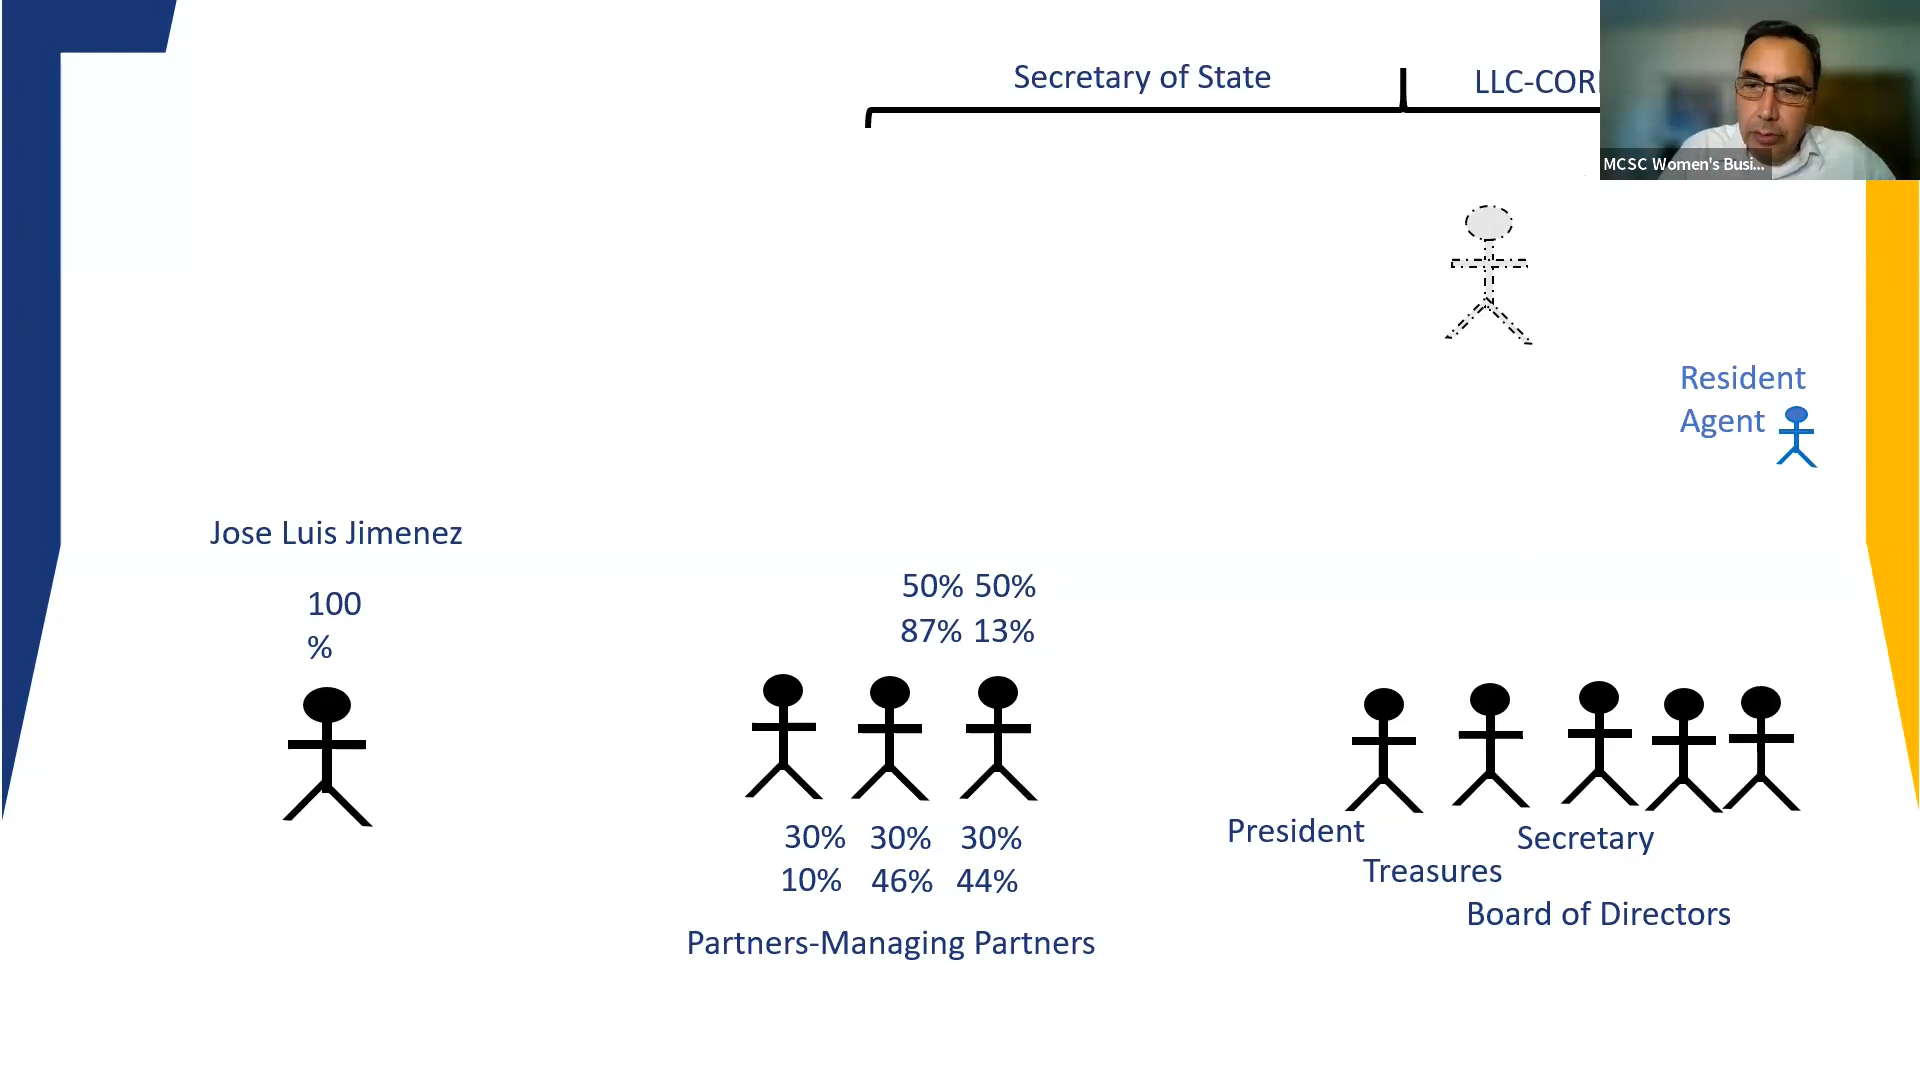 Secretary of State
LLC-COR
MCSC Women's Busi...
Resident
Agent
Jose Luis Jimenez
100
%
50% 50%
87% 13%
30% 30% 30%
10% 46% 44%
Partners-Managing Partners
President
Secretary
Treasures
Board of Directors